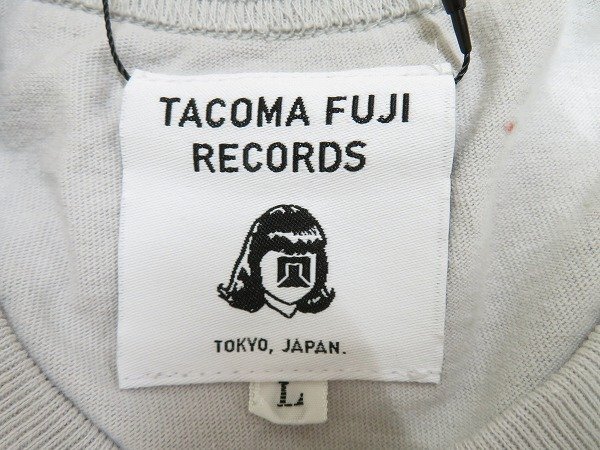 TACOMA FUJI
RECORDS
TOKYO, JAPAN.
L